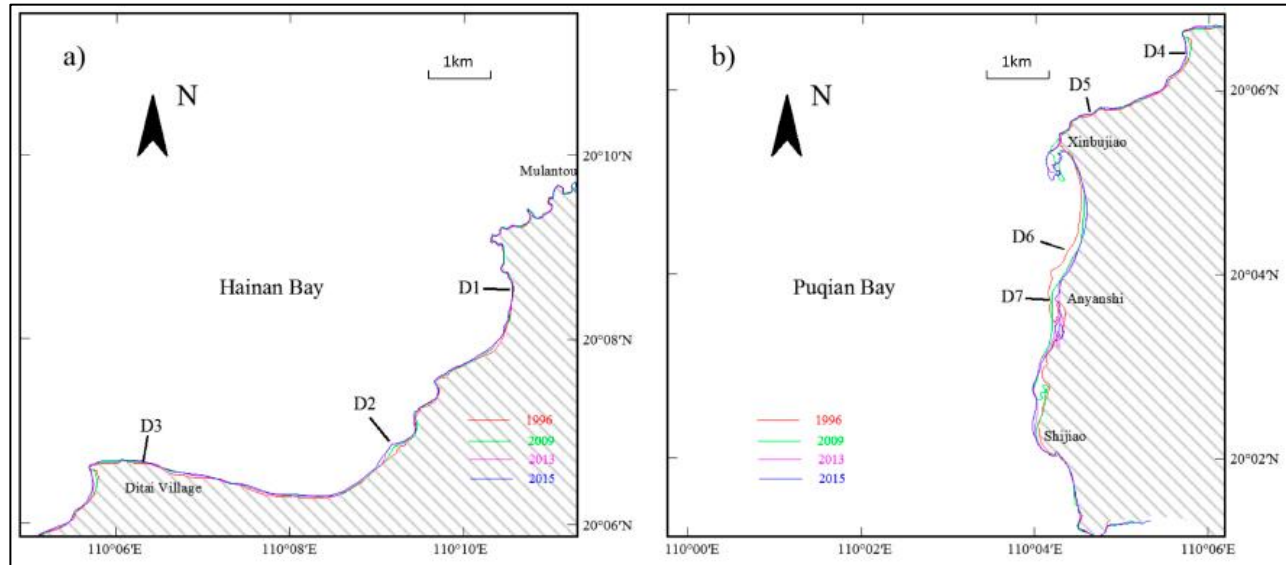 a)
1km
N
20°10'N
Mulantou
Hainan Bay
D1
20°08'N
D2
D3
1996
2009
2013
2015
Ditai Village
20°06'N
110°06'E
110°08'E
110°10'E
b)
1km
D4
N
D5
20°06'N
Xinbujiao
D6
20°04'N
Puqian Bay
D7
Anyanshi
1996
2009
2013
2015
Shijiao
20°02'N
110°00'E
110°02'E
110°04'E
110°06'E